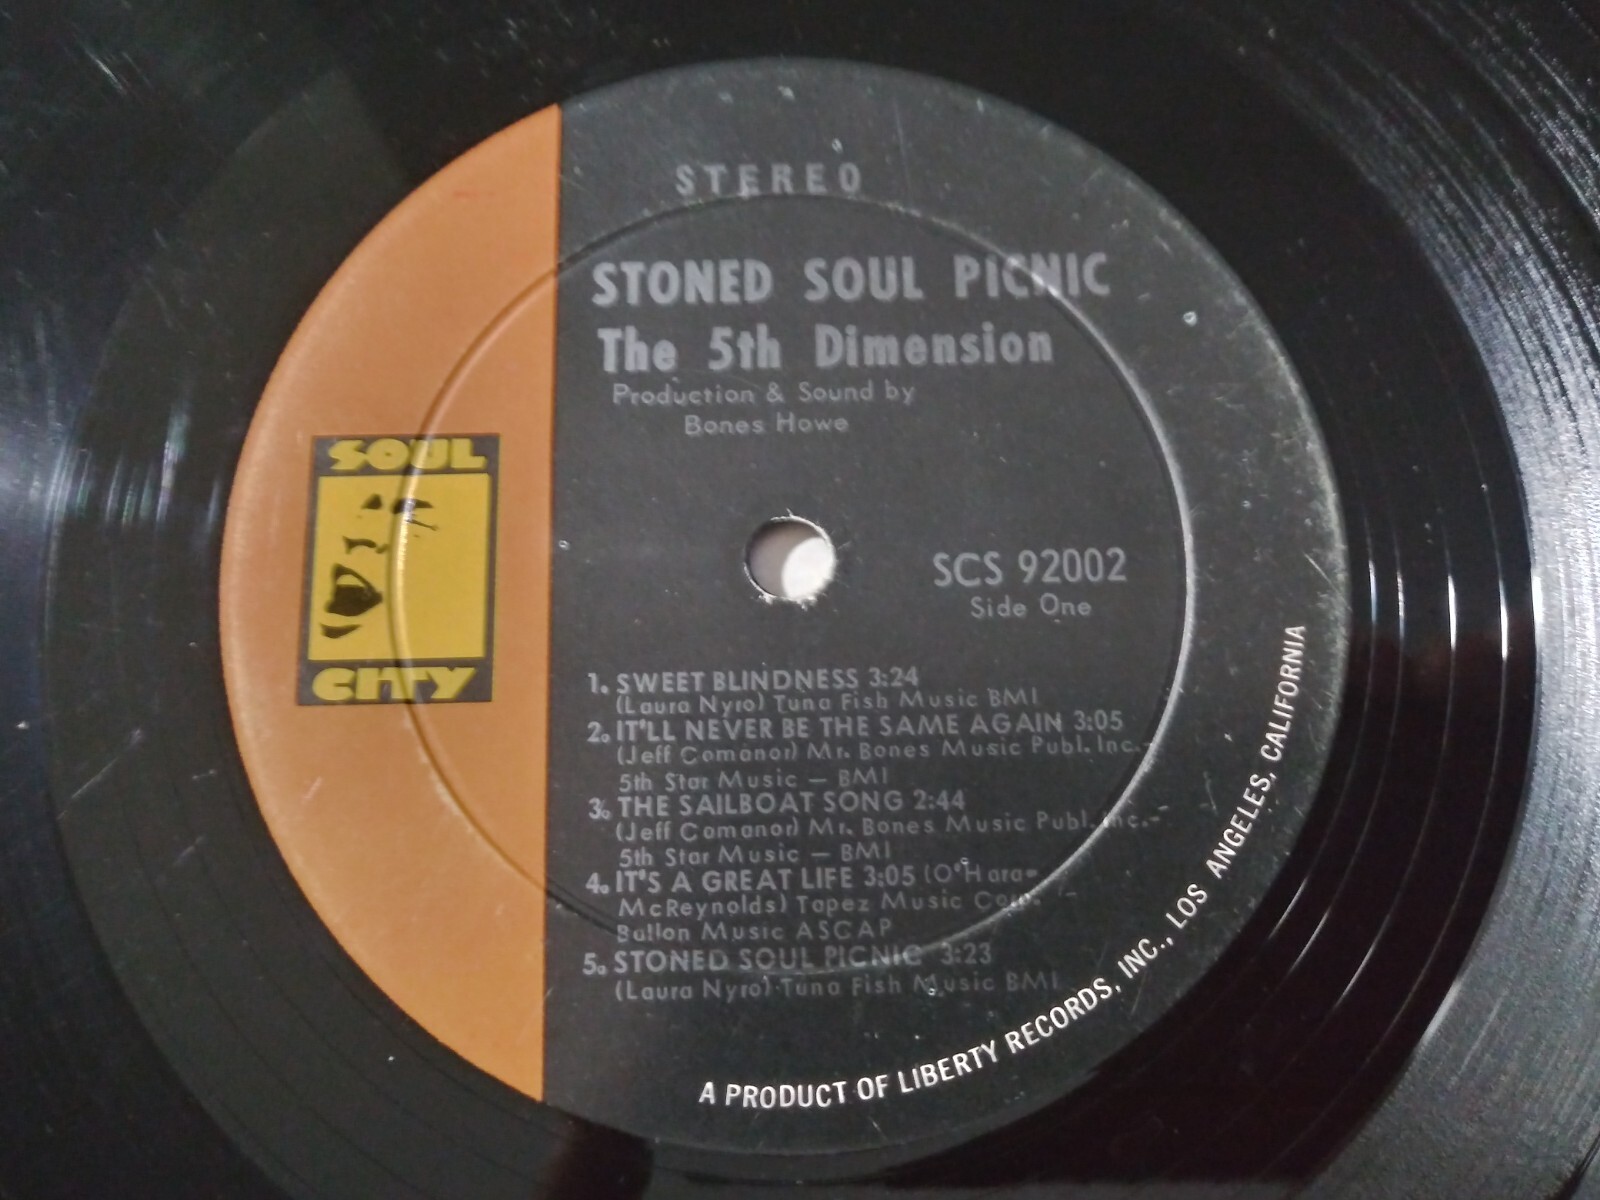 STEREO
STONED SOUL PICNIC
The 5th Dimension
Production & Sound by
Bones Howe
SOUL
CITY
SCS 92002
Side One
1. SWEET BLINDNESS 3:24
(Laura Nyro) Tuna Fish Music BMI
2. IT'LL NEVER BE THE SAME AGAIN 3:05
(Jeff Comanor) Mr. Bones Music Publ. Inc.-
5th Star Music — BMI
3. THE SAILBOAT SONG 2:44
(Jeff Comanor) Mr. Bones Music Publ. Inc.-
5th Star Music — BMI
4. IT'S A GREAT LIFE 3:05 (O'Hara-
McReynolds) Tapez Music Corp. -
Ballon Music ASCAP
5. STONED SOUL PICNIC 3:23
(Laura Nyro) Tuna Fish Music BMI
A PRODUCT OF LIBERTY RECORDS, INC., LOS ANGELES, CALIFORNIA